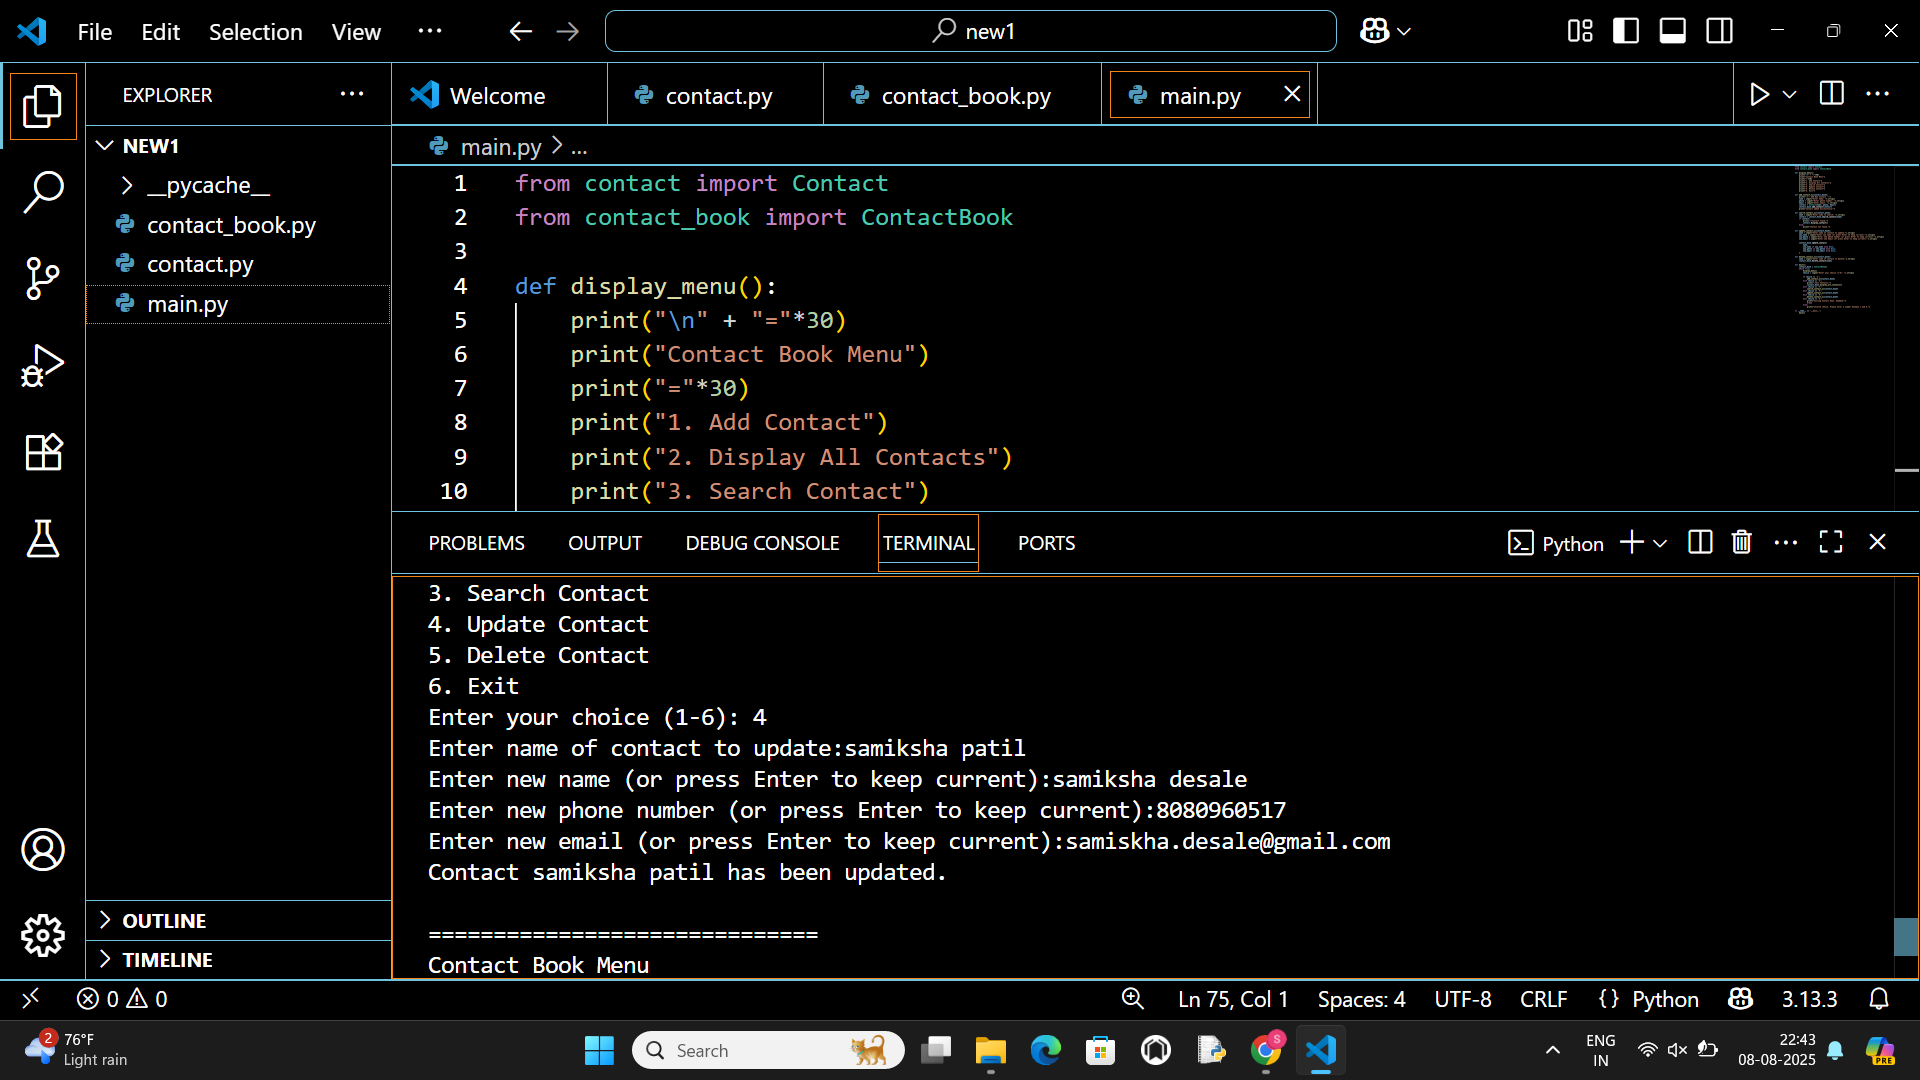 File Edit Selection View ... new1
EXPLORER ...
NEW1
__pycache__
contact_book.py
contact.py
main.py
OUTLINE
TIMELINE
Welcome contact.py contact_book.py main.py
main.py > ...
1 from contact import Contact
2 from contact_book import ContactBook
3
4 def display_menu():
5 print("\n" + "="*30)
6 print("Contact Book Menu")
7 print("="*30)
8 print("1. Add Contact")
9 print("2. Display All Contacts")
10 print("3. Search Contact")
PROBLEMS OUTPUT DEBUG CONSOLE TERMINAL PORTS Python
3. Search Contact
4. Update Contact
5. Delete Contact
6. Exit
Enter your choice (1-6): 4
Enter name of contact to update:samiksha patil
Enter new name (or press Enter to keep current):samiksha desale
Enter new phone number (or press Enter to keep current):8080960517
Enter new email (or press Enter to keep current):samiskha.desale@gmail.com
Contact samiksha patil has been updated.
==============================
Contact Book Menu
0 0 Ln 75, Col 1 Spaces: 4 UTF-8 CRLF {} Python 3.13.3
2 76°F
Light rain
Search
S
ENG
IN
22:43
08-08-2025
PRE